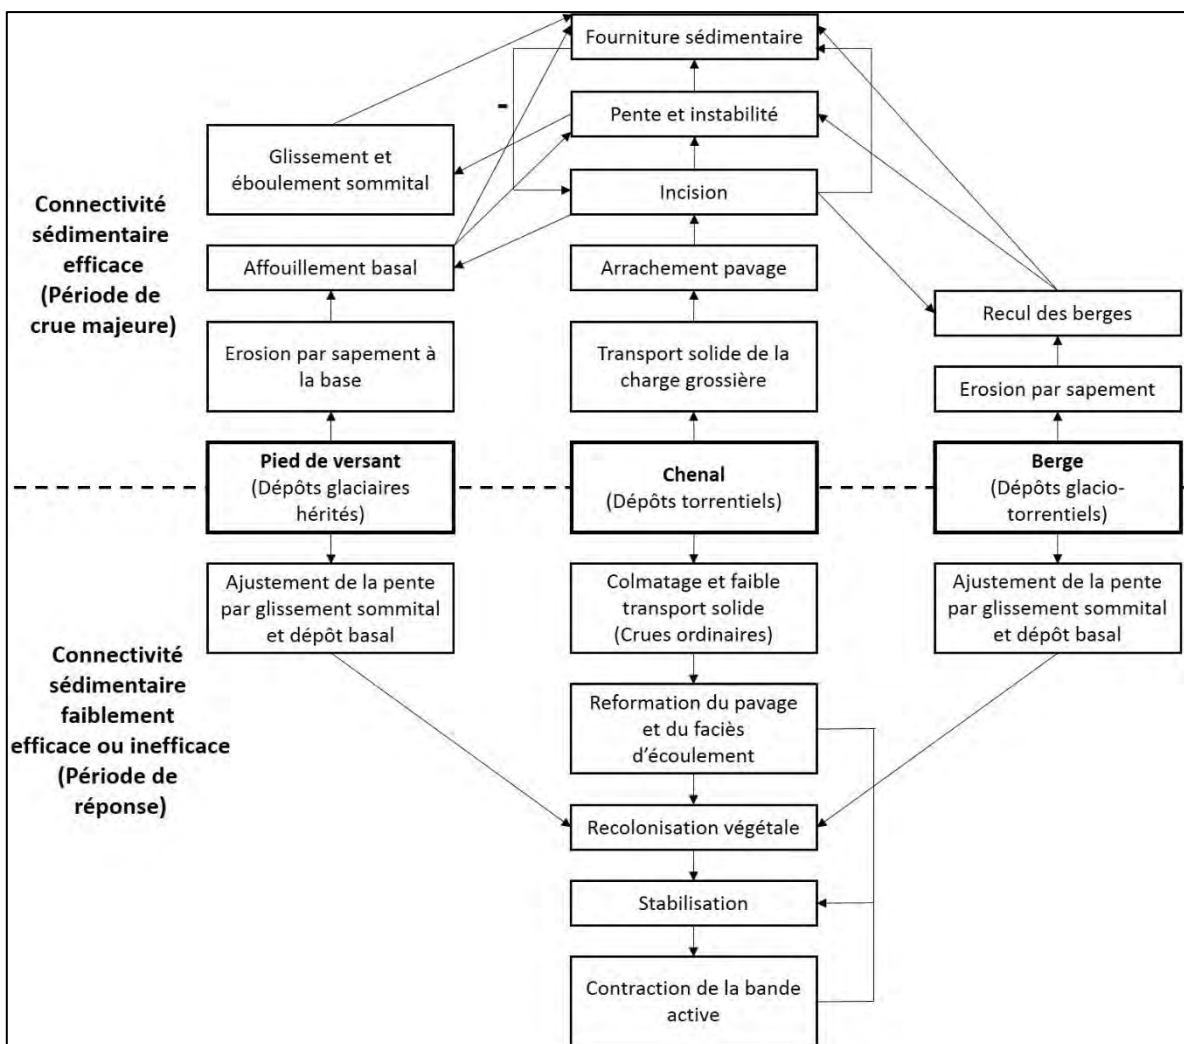 Fourniture sédimentaire
-
Pente et instabilité
Glissement et
éboulement sommital
Incision
Connectivité
sédimentaire
efficace
(Période de
crue majeure)
Affouillement basal
Arrachement pavage
Recul des berges
Erosion par sapement à
la base
Transport solide de la
charge grossière
Erosion par sapement
Pied de versant
(Dépôts glaciaires
hérités)
Chenal
(Dépôts torrentiels)
Berge
(Dépôts glacio-
torrentiels)
Ajustement de la pente
par glissement sommital
et dépôt basal
Colmatage et faible
transport solide
(Crues ordinaires)
Ajustement de la pente
par glissement sommital
et dépôt basal
Connectivité
sédimentaire
faiblement
efficace ou inefficace
(Période de
réponse)
Reformation du pavage
et du faciès
d'écoulement
Recolonisation végétale
Stabilisation
Contraction de la bande
active